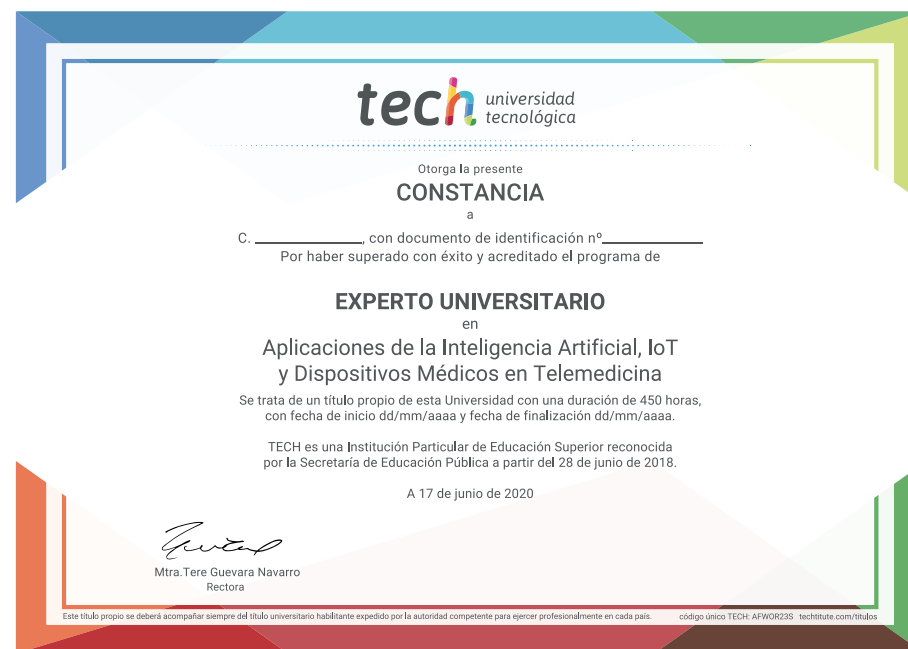 tech universidad
tecnológica
Otorga la presente
CONSTANCIA
a
C. ____________, con documento de identificación nº____________
Por haber superado con éxito y acreditado el programa de
EXPERTO UNIVERSITARIO
en
Aplicaciones de la Inteligencia Artificial, IoT
y Dispositivos Médicos en Telemedicina
Se trata de un título propio de esta Universidad con una duración de 450 horas,
con fecha de inicio dd/mm/aaaa y fecha de finalización dd/mm/aaaa.
TECH es una Institución Particular de Educación Superior reconocida
por la Secretaría de Educación Pública a partir del 28 de junio de 2018.
A 17 de junio de 2020
Mtra.Tere Guevara Navarro
Rectora
Este título propio se deberá acompañar siempre del título universitario habilitante expedido por la autoridad competente para ejercer profesionalmente en cada país. código único TECH: AFWOR23S techtitute.com/titulos